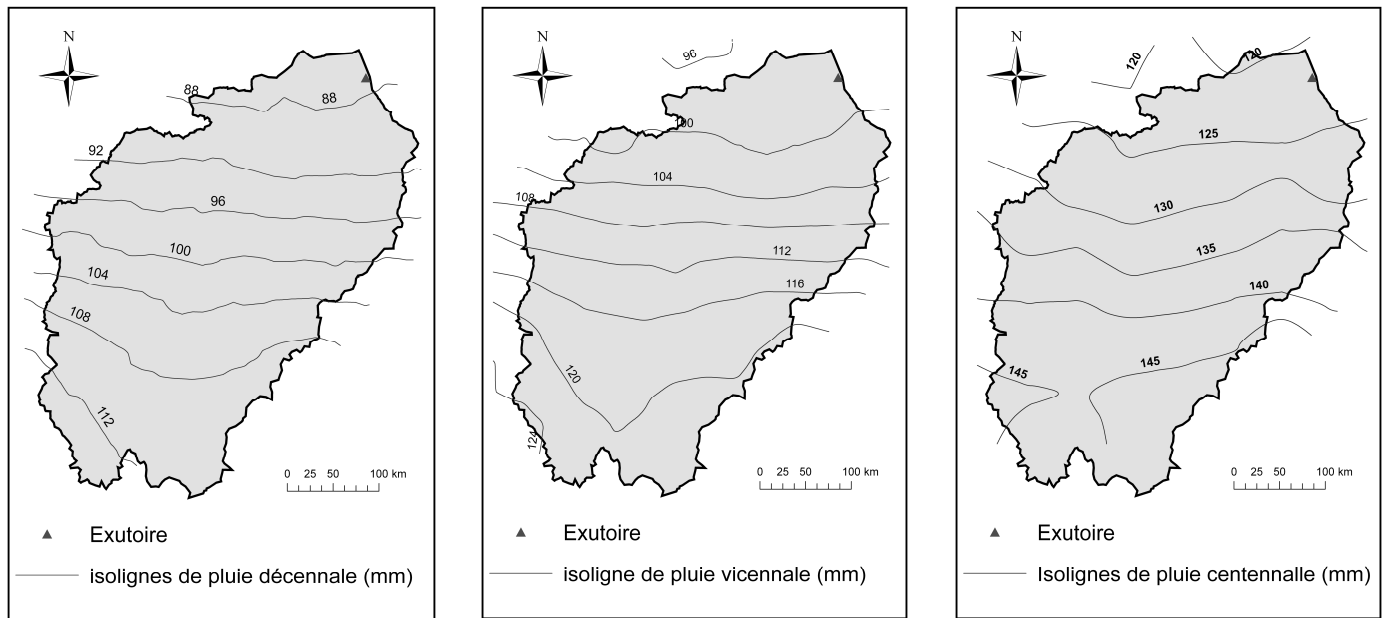 N
88
88
92
96
100
104
108
112
0 25 50 100 km
Exutoire
isolignes de pluie décennale (mm)
N
96
100
104
108
112
116
120
124
0 25 50 100 km
Exutoire
isoligne de pluie vicennale (mm)
N
120
120
125
130
135
140
145
145
0 25 50 100 km
Exutoire
Isolignes de pluie centennalle (mm)